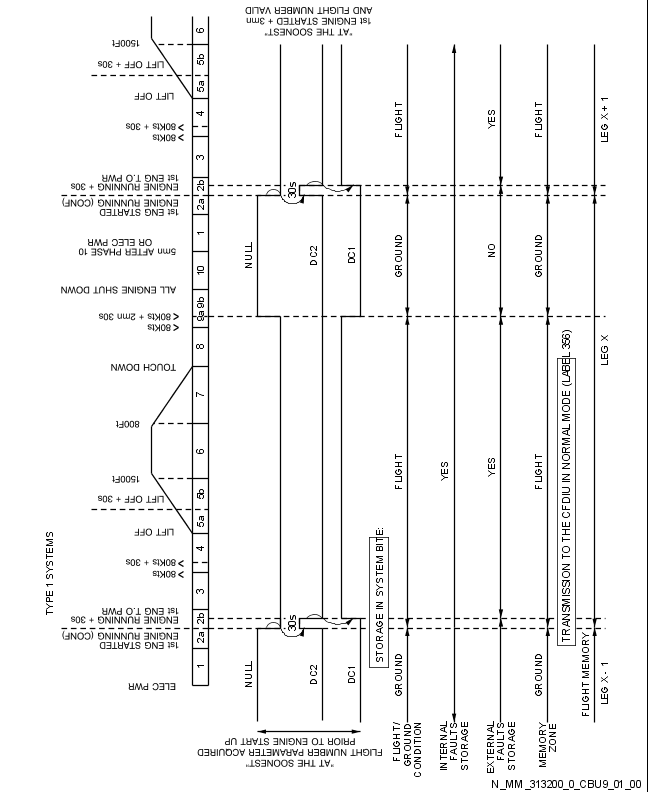 TYPE 1 SYSTEMS
ELEC PWR
1st ENG STARTED
ENGINE RUNNING (CONF)
ENGINE RUNNING + 30s
1st ENG T.O PWR
> 80Kts
> 80Kts + 30s
LIFT OFF
LIFT OFF + 30s
1500Ft
800Ft
TOUCH DOWN
< 80Kts
< 80Kts + 2mn 30s
ALL ENGINE SHUT DOWN
5mn AFTER PHASE 10
OR ELEC PWR
1st ENG STARTED
ENGINE RUNNING (CONF)
ENGINE RUNNING + 30s
1st ENG T.O PWR
> 80Kts
> 80Kts + 30s
LIFT OFF
LIFT OFF + 30s
1500Ft
1 2a 2b 3 4 5a 5b 6 7 8 9a 9b 10 1 2a 2b 3 4 5a 5b 6
"AT THE SOONEST"
FLIGHT NUMBER PARAMETER ACQUIRED
PRIOR TO ENGINE START UP
"AT THE SOONEST"
1st ENGINE STARTED + 3mn
AND FLIGHT NUMBER VALID
NULL 30s NULL 30s
DC2 DC2
DC1 DC1
STORAGE IN SYSTEM BITE:
FLIGHT/
GROUND
CONDITION
GROUND FLIGHT GROUND FLIGHT
INTERNAL
FAULTS
STORAGE
YES
EXTERNAL
FAULTS
STORAGE
YES NO YES
MEMORY
ZONE
GROUND FLIGHT GROUND FLIGHT
TRANSMISSION TO THE CFDIU IN NORMAL MODE (LABEL 356)
FLIGHT MEMORY
LEG X - 1 LEG X LEG X + 1
N_MM_313200_0_CBU9_01_00